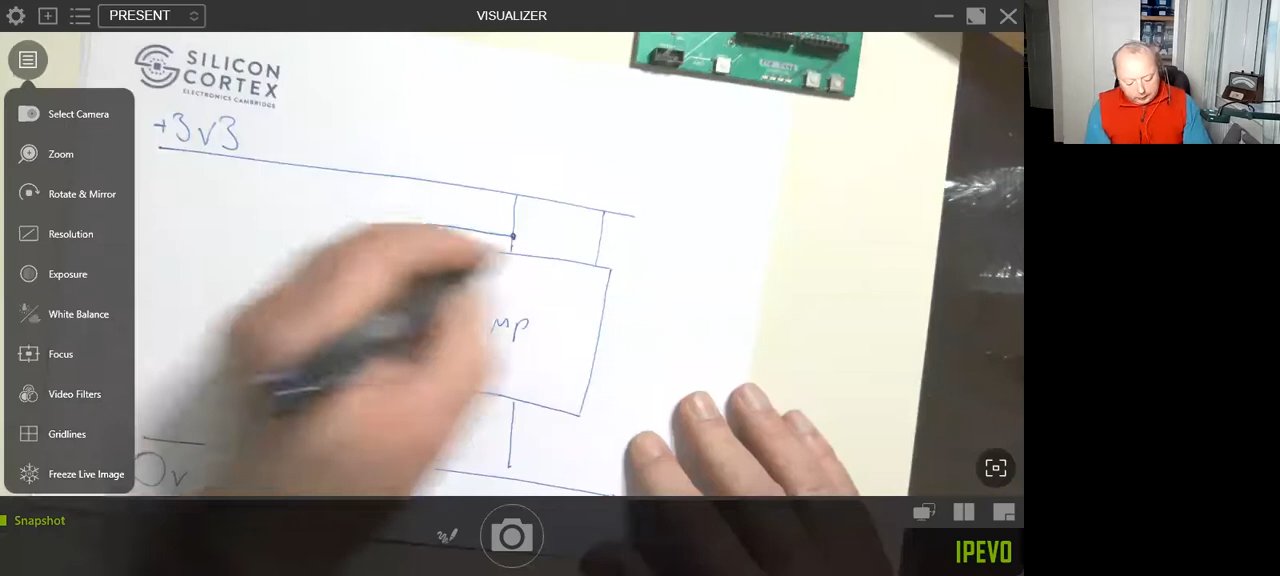 PRESENT
VISUALIZER
SILICON
CORTEX
ELECTRONICS CAMBRIDGE
+3v3
Select Camera
Zoom
Rotate & Mirror
Resolution
Exposure
White Balance
Focus
Video Filters
Gridlines
Freeze Live Image
μp
0v
Snapshot
IPEVO